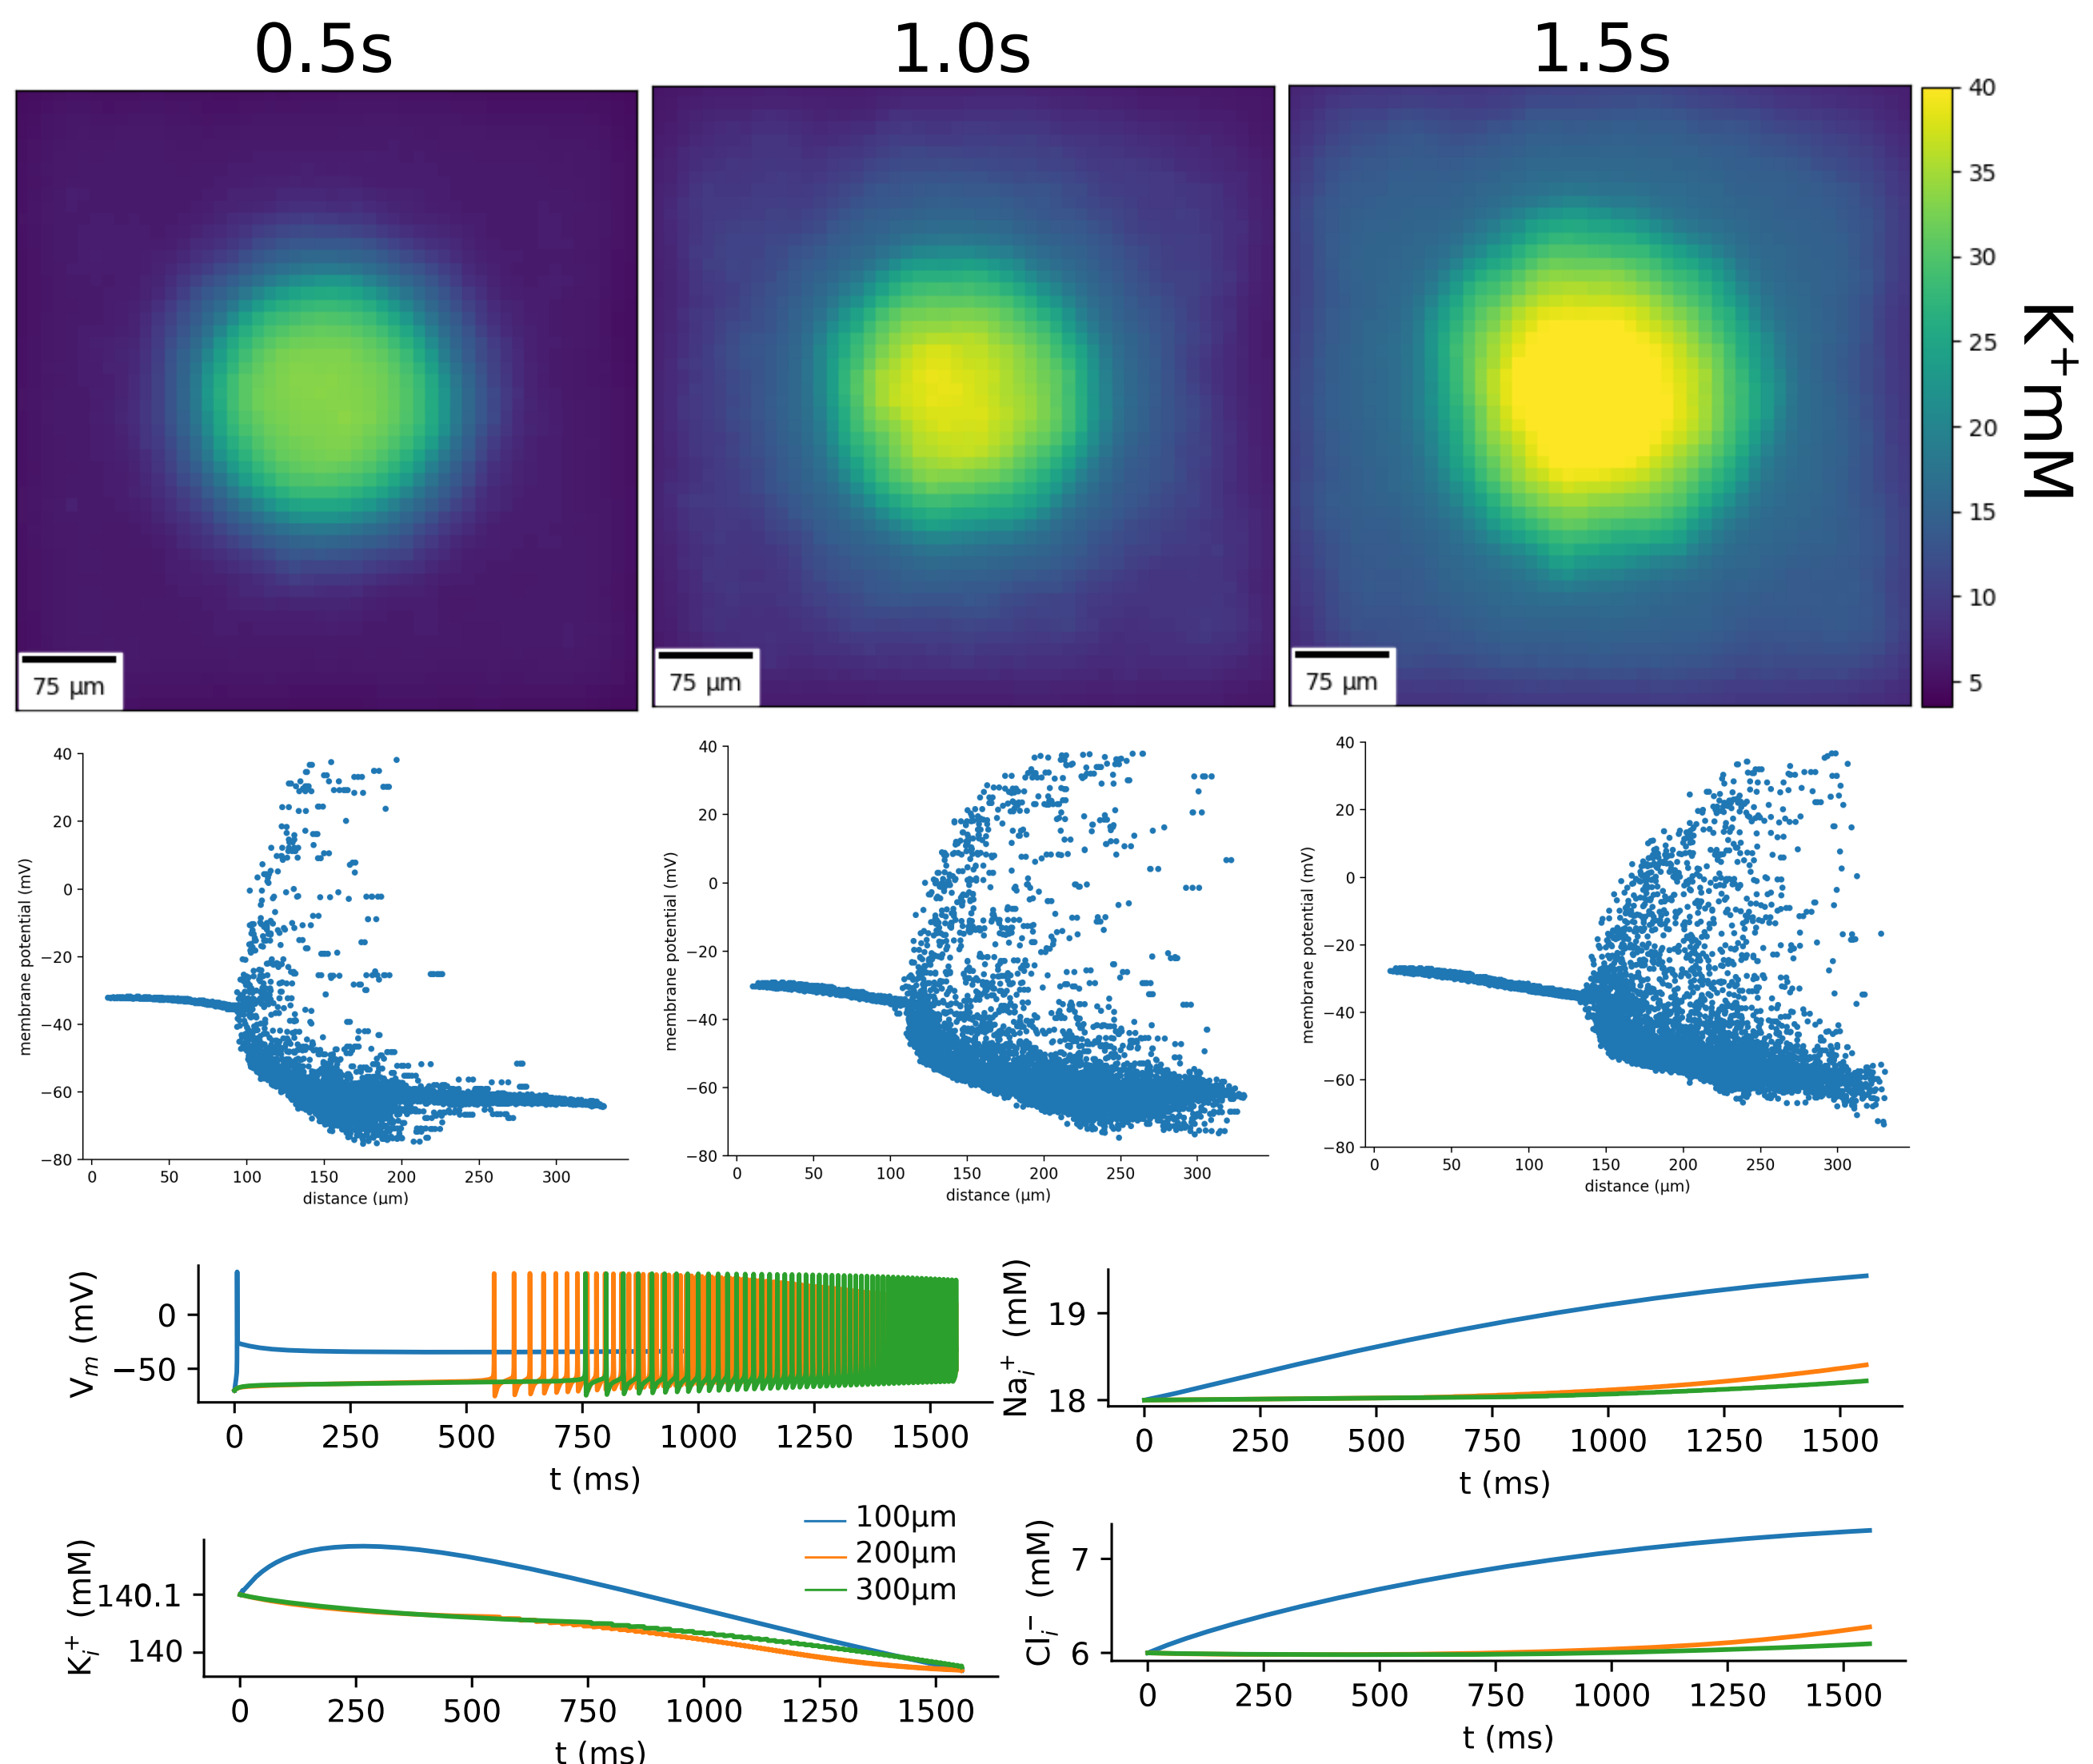 0.5s 1.0s 1.5s
40
35
30
25
20
15
10
5
K+mM
75 µm 75 µm 75 µm
40
20
0
−20
−40
−60
−80
membrane potential (mV)
0 50 100 150 200 250 300
distance (µm)
40
20
0
−20
−40
−60
−80
membrane potential (mV)
0 50 100 150 200 250 300
distance (µm)
40
20
0
−20
−40
−60
−80
membrane potential (mV)
0 50 100 150 200 250 300
distance (µm)
Vm (mV)
0
−50
0 250 500 750 1000 1250 1500
t (ms)
Nai+ (mM)
19
18
0 250 500 750 1000 1250 1500
t (ms)
Ki+ (mM)
140.1
140
100µm
200µm
300µm
0 250 500 750 1000 1250 1500
t (ms)
Cli− (mM)
7
6
0 250 500 750 1000 1250 1500
t (ms)